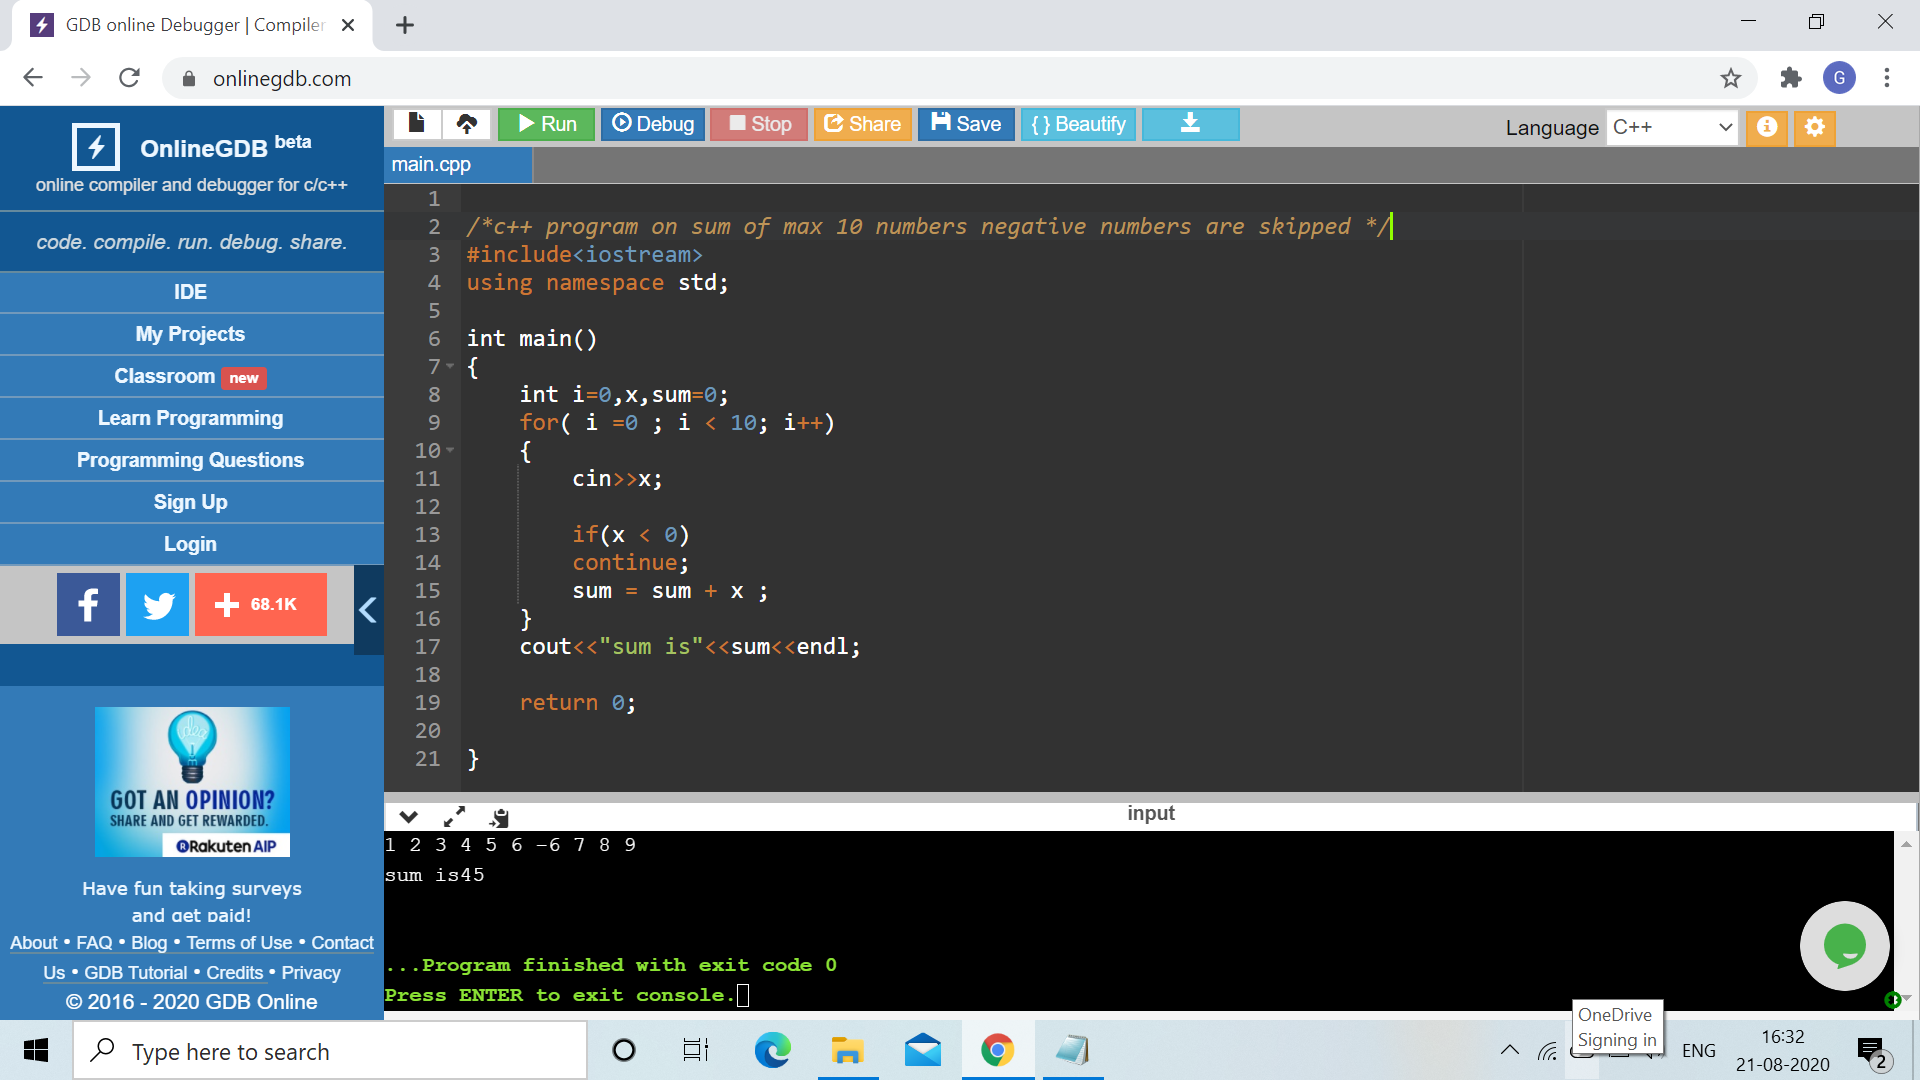 GDB online Debugger | Compiler
onlinegdb.com
G
OnlineGDB beta
online compiler and debugger for c/c++
code. compile. run. debug. share.
IDE
My Projects
Classroom new
Learn Programming
Programming Questions
Sign Up
Login
68.1K
idea
GOT AN OPINION?
SHARE AND GET REWARDED.
Rakuten AIP
Have fun taking surveys
and get paid!
About • FAQ • Blog • Terms of Use • Contact
Us • GDB Tutorial • Credits • Privacy
© 2016 - 2020 GDB Online
Run Debug Stop Share Save { } Beautify
Language C++
main.cpp
1
2 /*c++ program on sum of max 10 numbers negative numbers are skipped */
3 #include<iostream>
4 using namespace std;
5
6 int main()
7 {
8 int i=0,x,sum=0;
9 for( i =0 ; i < 10; i++)
10 {
11 cin>>x;
12
13 if(x < 0)
14 continue;
15 sum = sum + x ;
16 }
17 cout<<"sum is"<<sum<<endl;
18
19 return 0;
20
21 }
input
1 2 3 4 5 6 -6 7 8 9
sum is45
...Program finished with exit code 0
Press ENTER to exit console.
OneDrive
Signing in
Type here to search
ENG
16:32
21-08-2020
2